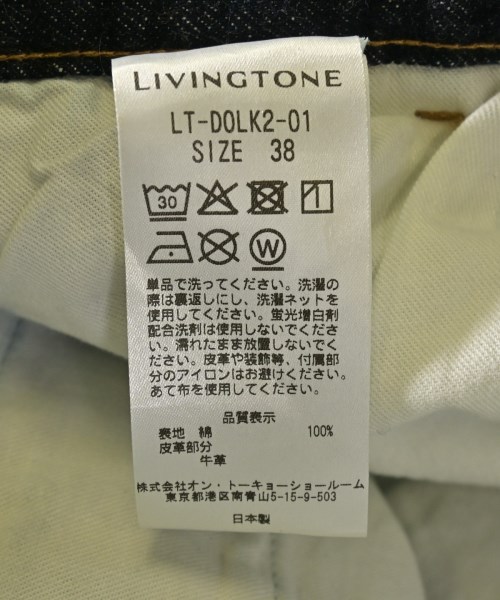 LIVINGTONE
LT-DOLK2-01
SIZE 38
30
W
単品で洗ってください。洗濯の
際は裏返しにし、洗濯ネットを
使用してください。蛍光増白剤
配合洗剤は使用しないでくださ
い。濡れたまま放置しないでく
ださい。皮革や装飾等、付属部
分のアイロンはお避けください。
あて布を使用してください。
品質表示
表地 綿 100%
皮革部分
牛革
株式会社オン・トーキョーショールーム
東京都港区南青山5-15-9-503
日本製